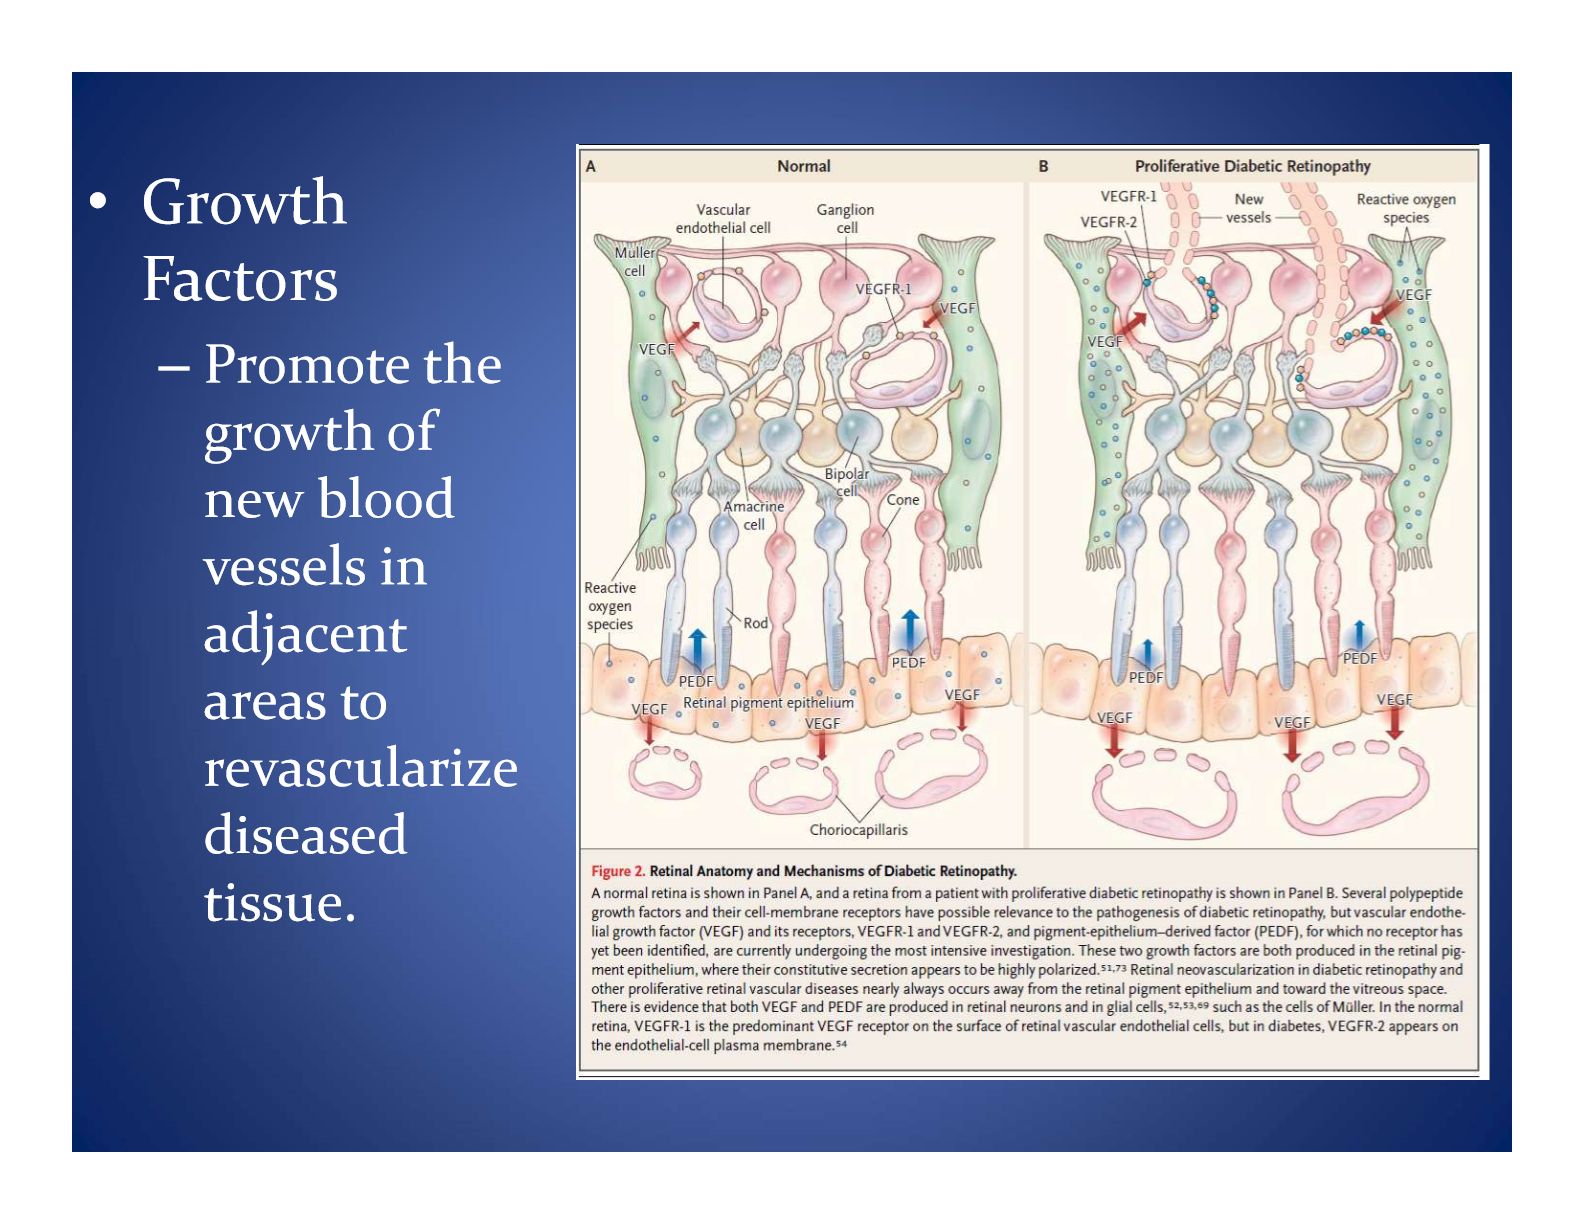 • Growth
Factors
– Promote the
growth of
new blood
vessels in
adjacent
areas to
revascularize
diseased
tissue.
A
Normal
Vascular
endothelial cell
Ganglion
cell
Muller
cell
VEGFR-1
VEGF
VEGF
Bipolar
cell
Cone
Amacrine
cell
Reactive
oxygen
species
Rod
PEDF
PEDF
Retinal pigment epithelium
VEGF
VEGF
VEGF
Choriocapillaris
B
Proliferative Diabetic Retinopathy
VEGFR-1
VEGFR-2
New
vessels
Reactive oxygen
species
VEGF
VEGF
PEDF
PEDF
VEGF
VEGF
VEGF
Figure 2. Retinal Anatomy and Mechanisms of Diabetic Retinopathy.
A normal retina is shown in Panel A, and a retina from a patient with proliferative diabetic retinopathy is shown in Panel B. Several polypeptide
growth factors and their cell-membrane receptors have possible relevance to the pathogenesis of diabetic retinopathy, but vascular endothe-
lial growth factor (VEGF) and its receptors, VEGFR-1 and VEGFR-2, and pigment-epithelium–derived factor (PEDF), for which no receptor has
yet been identified, are currently undergoing the most intensive investigation. These two growth factors are both produced in the retinal pig-
ment epithelium, where their constitutive secretion appears to be highly polarized.51,73 Retinal neovascularization in diabetic retinopathy and
other proliferative retinal vascular diseases nearly always occurs away from the retinal pigment epithelium and toward the vitreous space.
There is evidence that both VEGF and PEDF are produced in retinal neurons and in glial cells,52,53,69 such as the cells of Müller. In the normal
retina, VEGFR-1 is the predominant VEGF receptor on the surface of retinal vascular endothelial cells, but in diabetes, VEGFR-2 appears on
the endothelial-cell plasma membrane.54